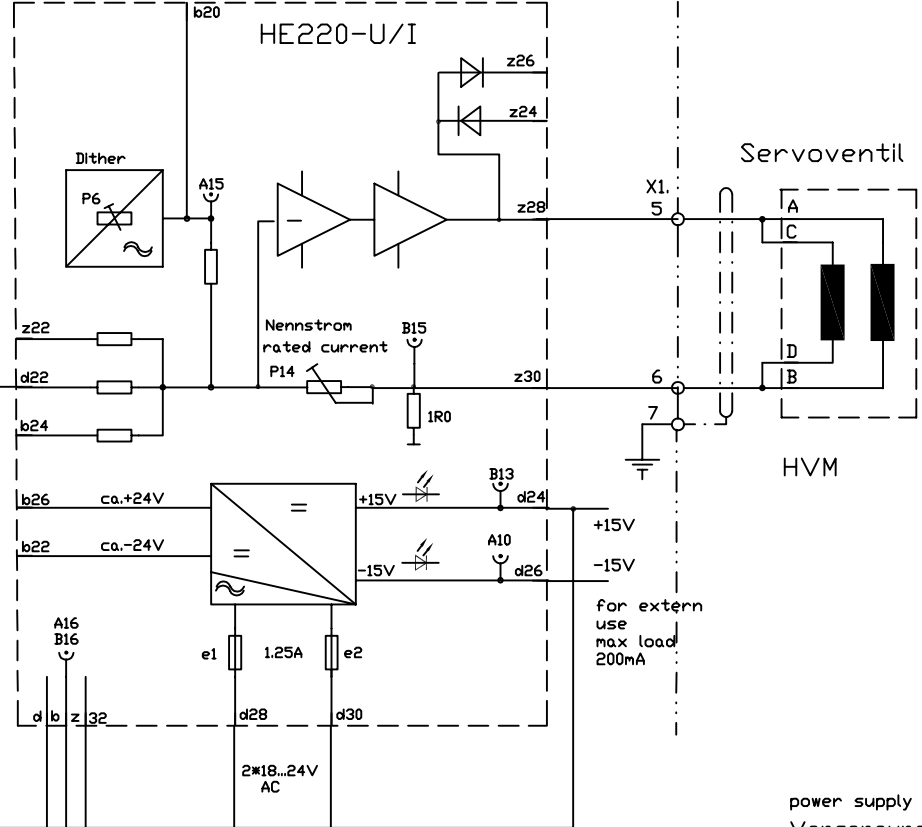 b20
HE220-U/I
z26
z24
Dither
P6
A15
Servoventil
X1.
5
z28
A
C
z22
Nennstrom
rated current
B15
P14
d22
z30
6
D
B
b24
1R0
7
HVM
b26
ca.+24V
+15V
B13
d24
+15V
b22
ca.-24V
-15V
A10
d26
-15V
for extern
use
max load
200mA
A16
B16
e1
1.25A
e2
d
b
z
32
d28
d30
2*18...24V
AC
power supply